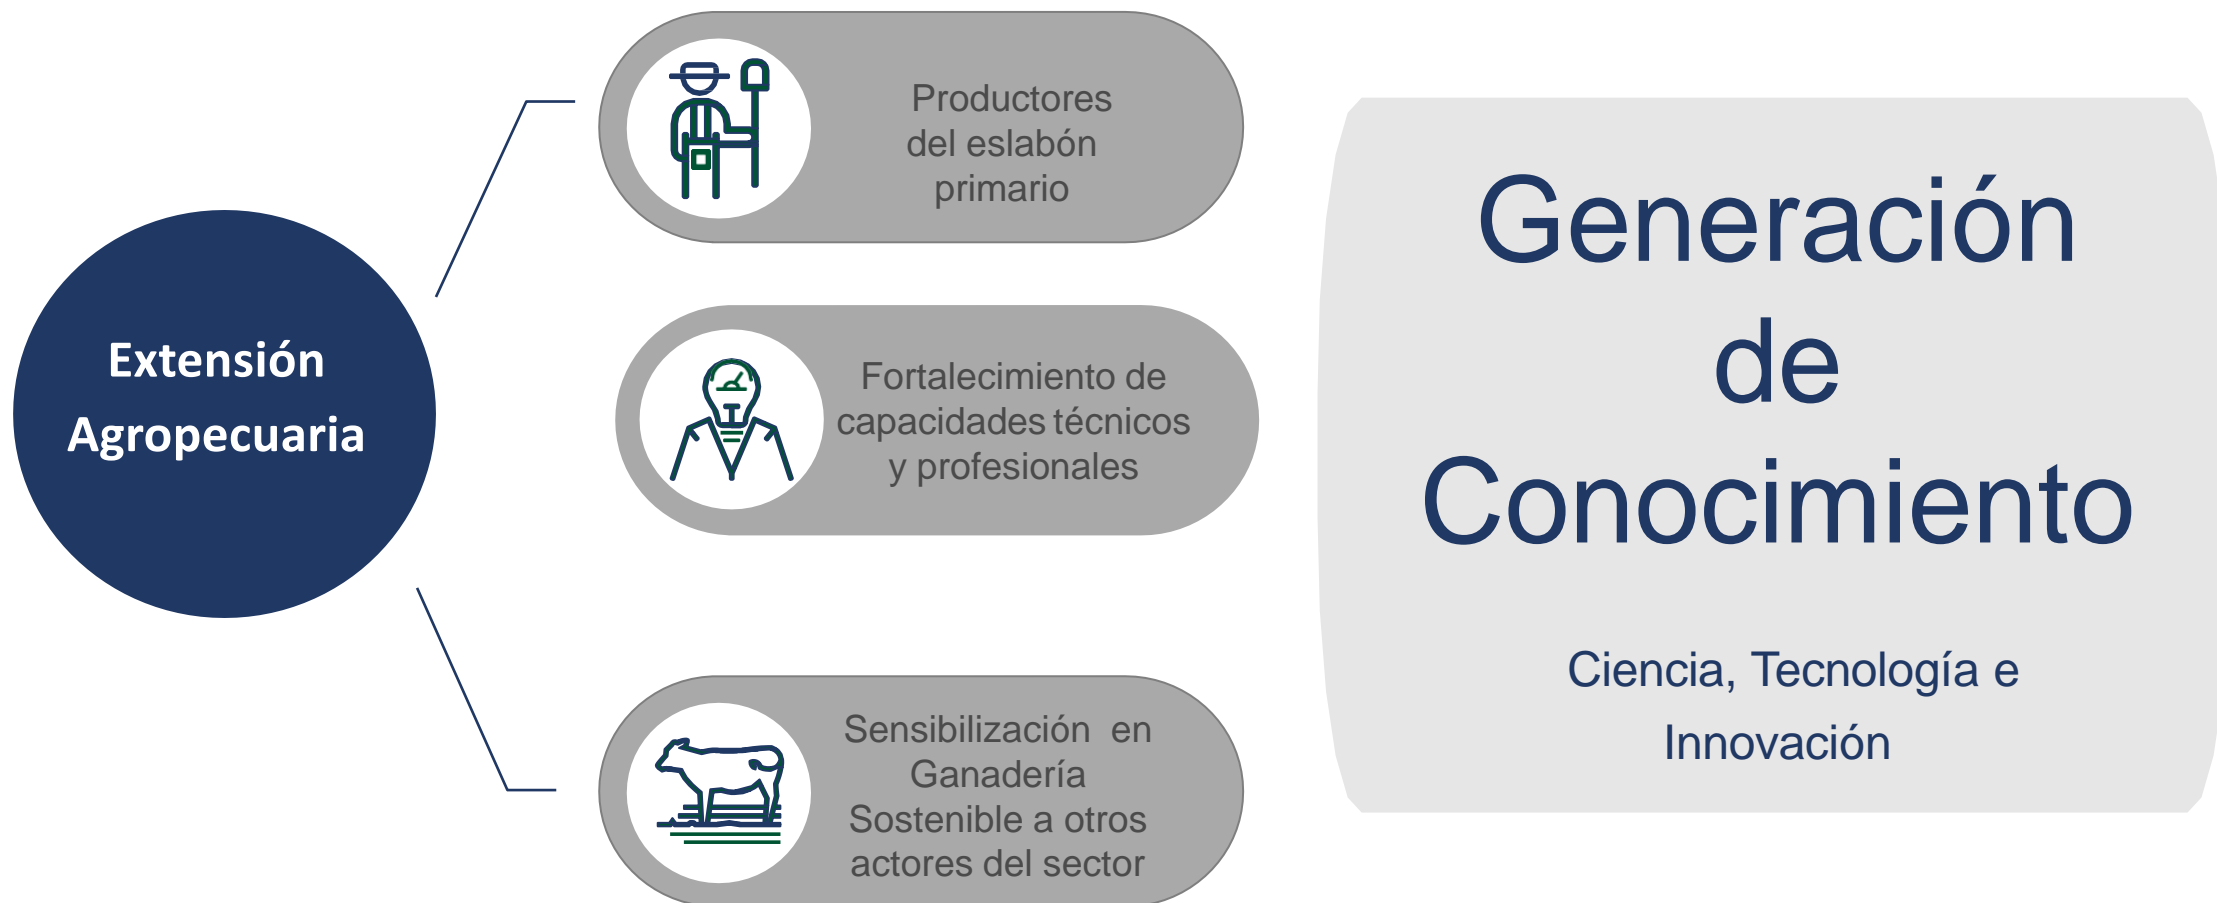 Extensión
Agropecuaria
Productores
del eslabón
primario
Fortalecimiento de
capacidades técnicos
y profesionales
Sensibilización en
Ganadería
Sostenible a otros
actores del sector
Generación
de
Conocimiento
Ciencia, Tecnología e
Innovación